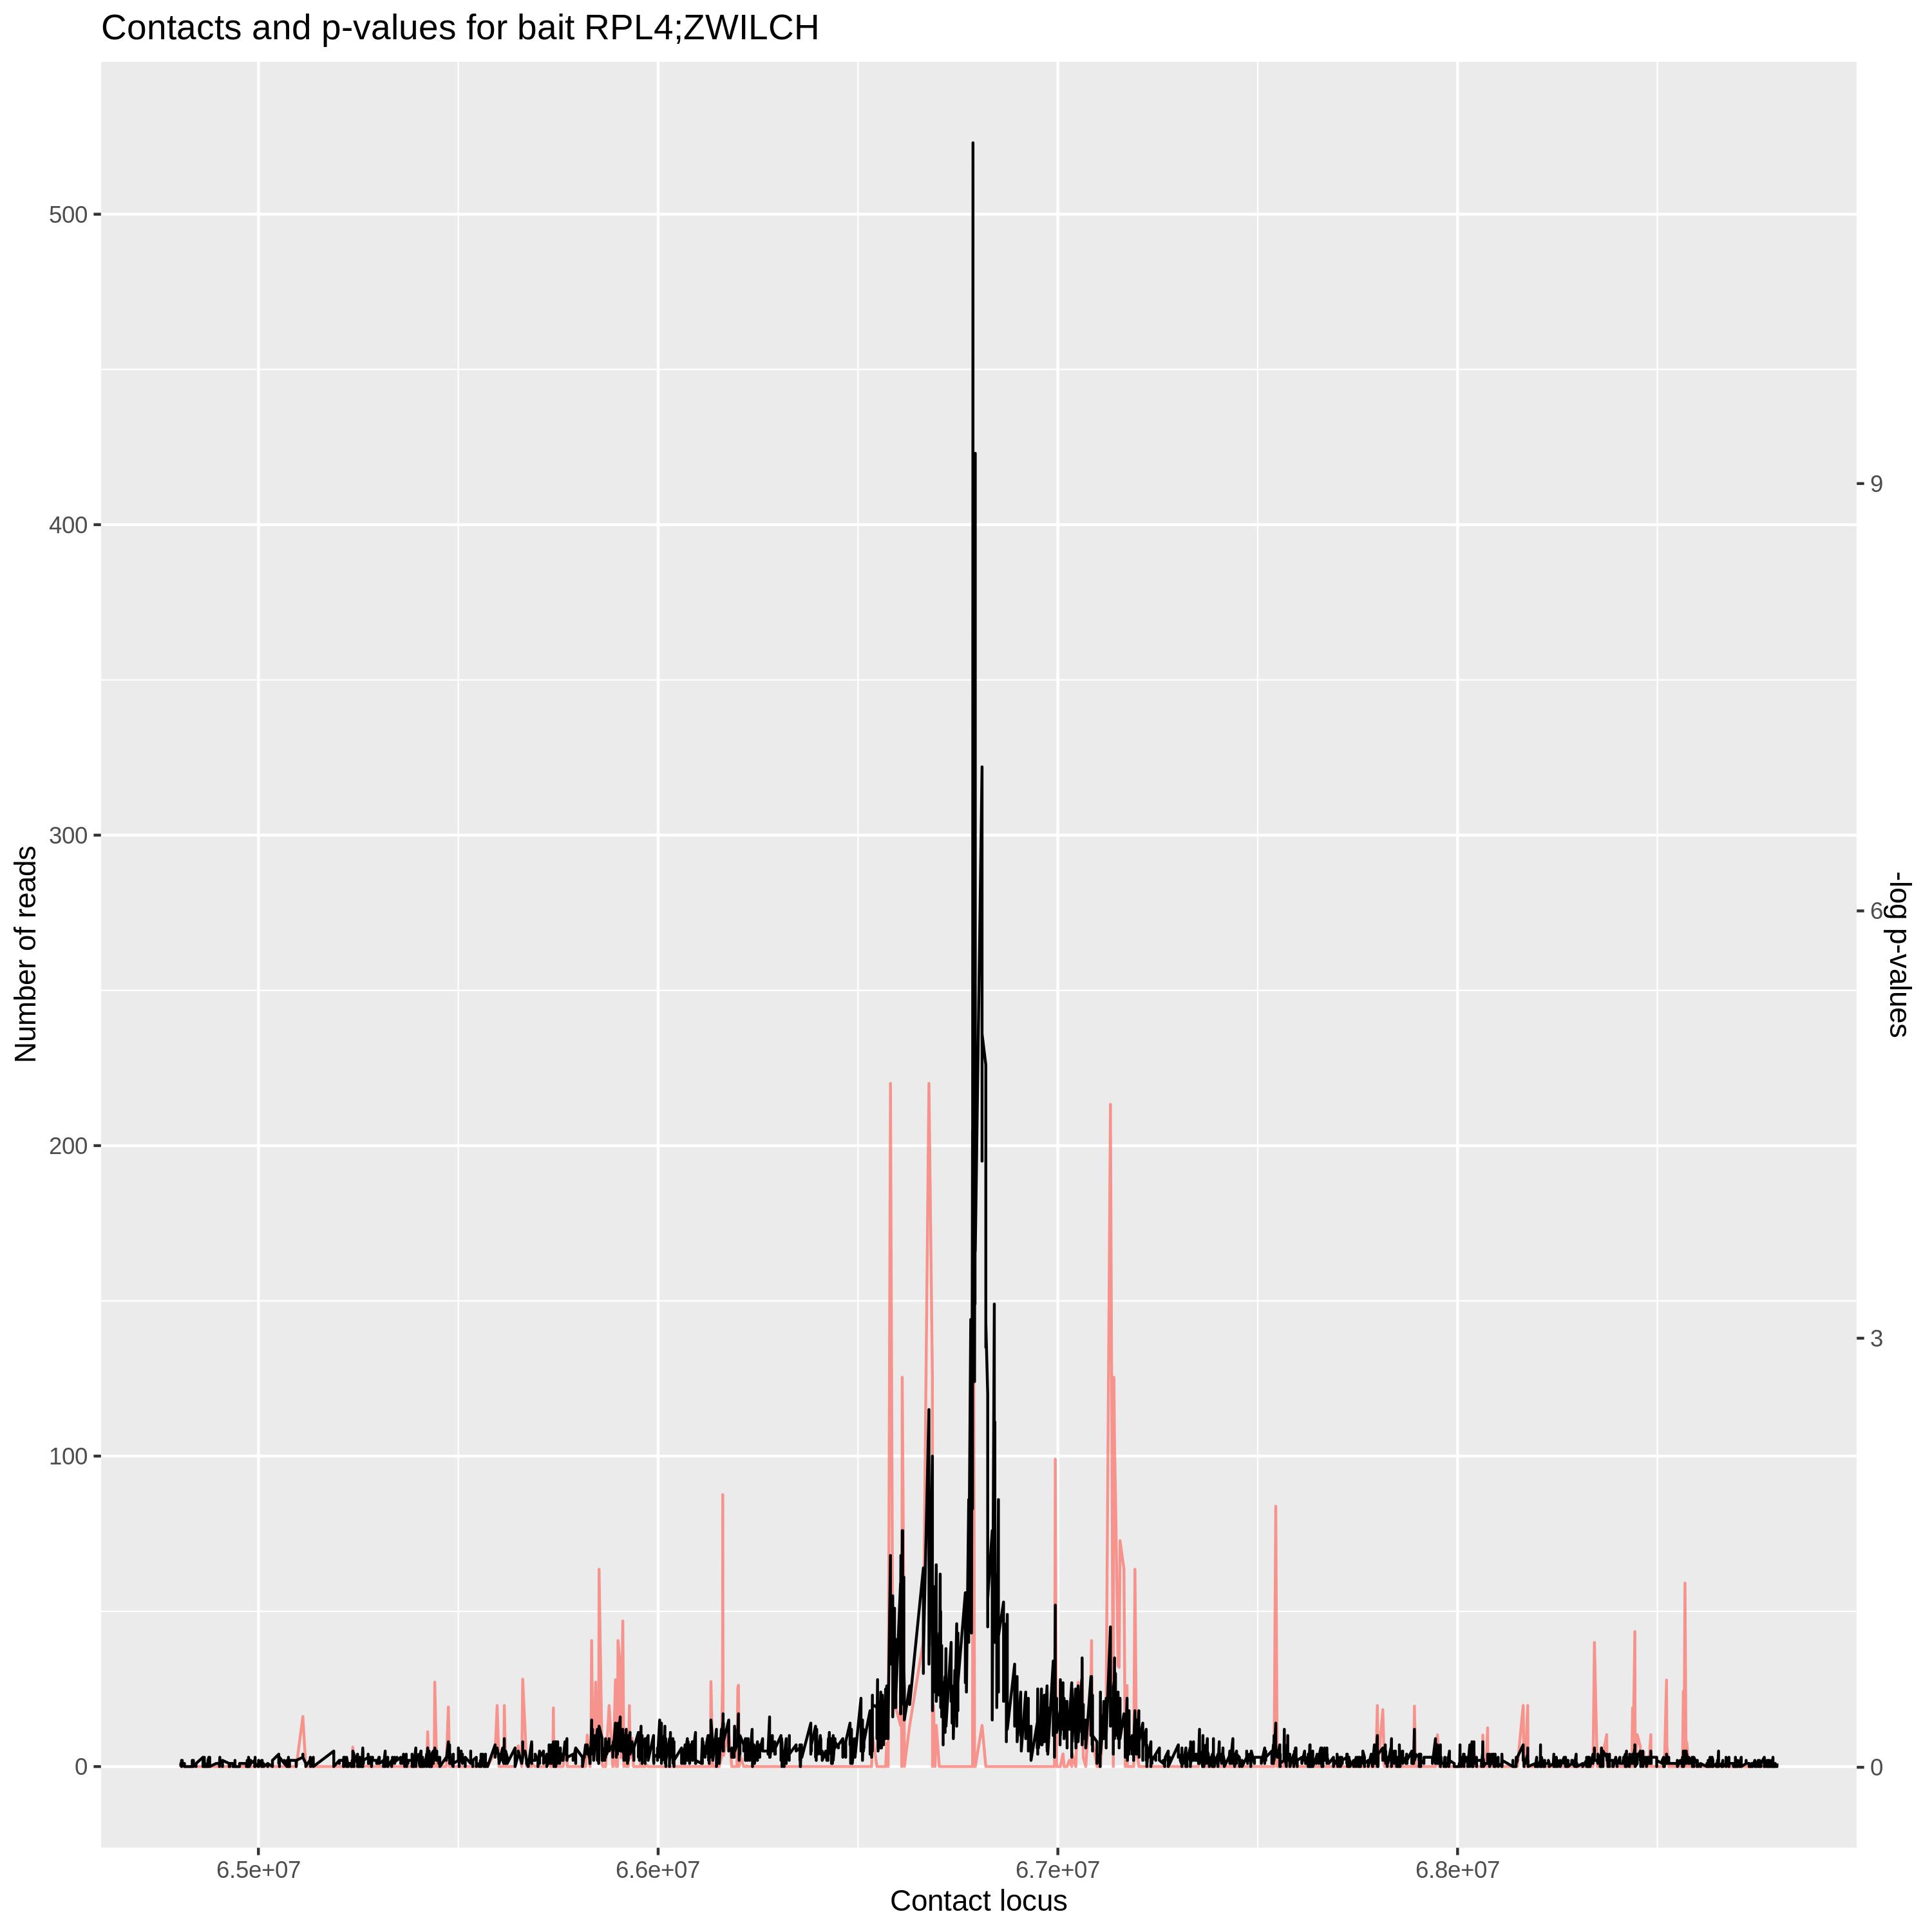 Contacts and p-values for bait RPL4;ZWILCH
Number of reads
500
400
300
200
100
0
9
6
3
0
-log p-values
6.5e+07 6.6e+07 6.7e+07 6.8e+07
Contact locus